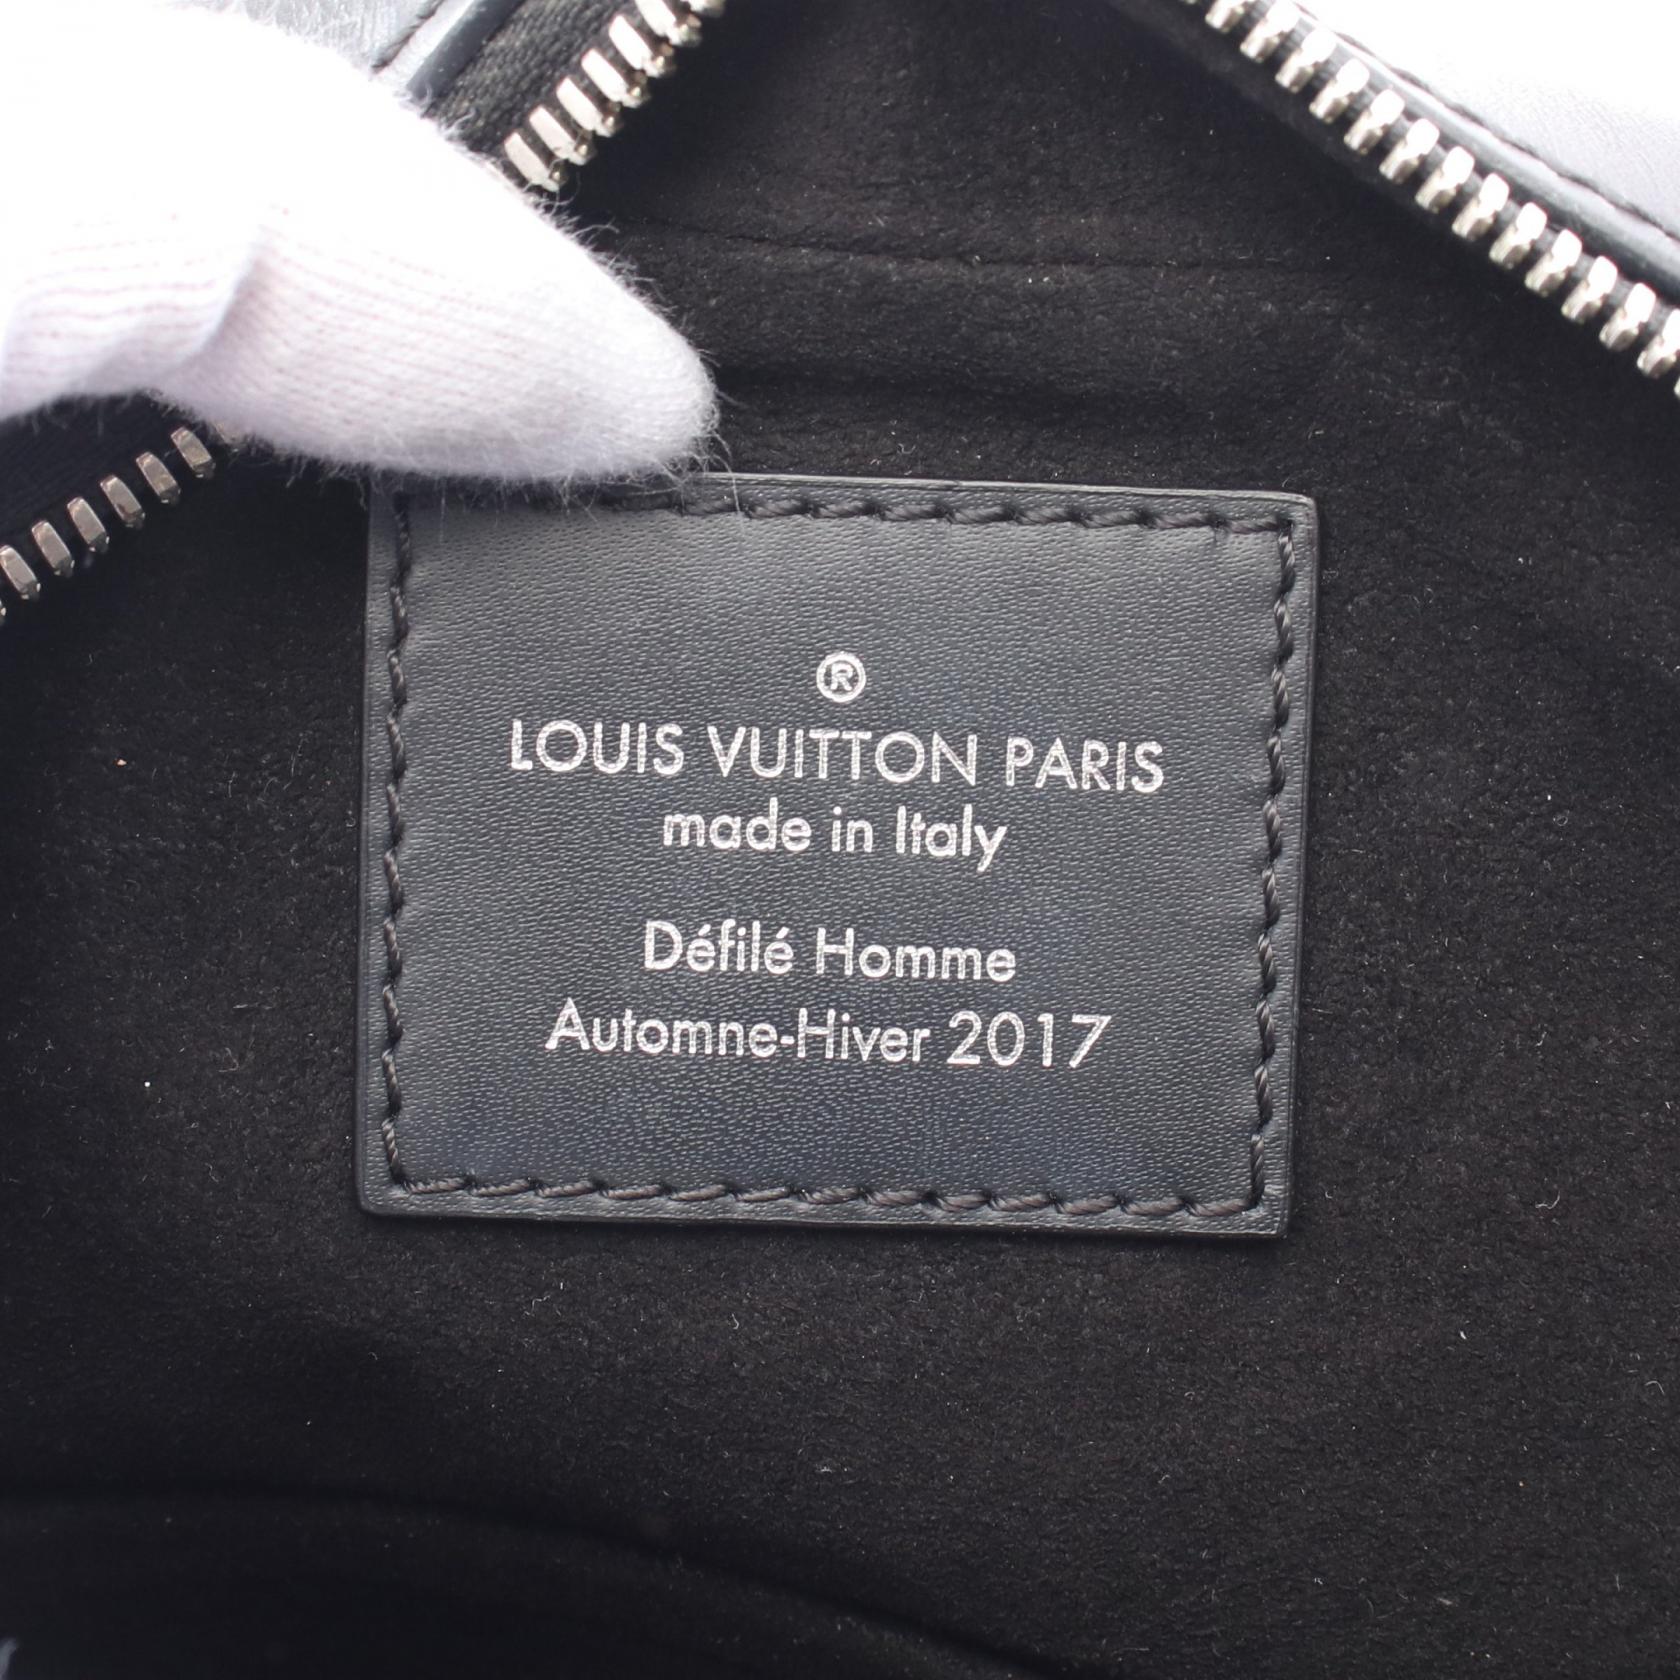 ®
LOUIS VUITTON PARIS
made in Italy
Défilé Homme
Automne-Hiver 2017